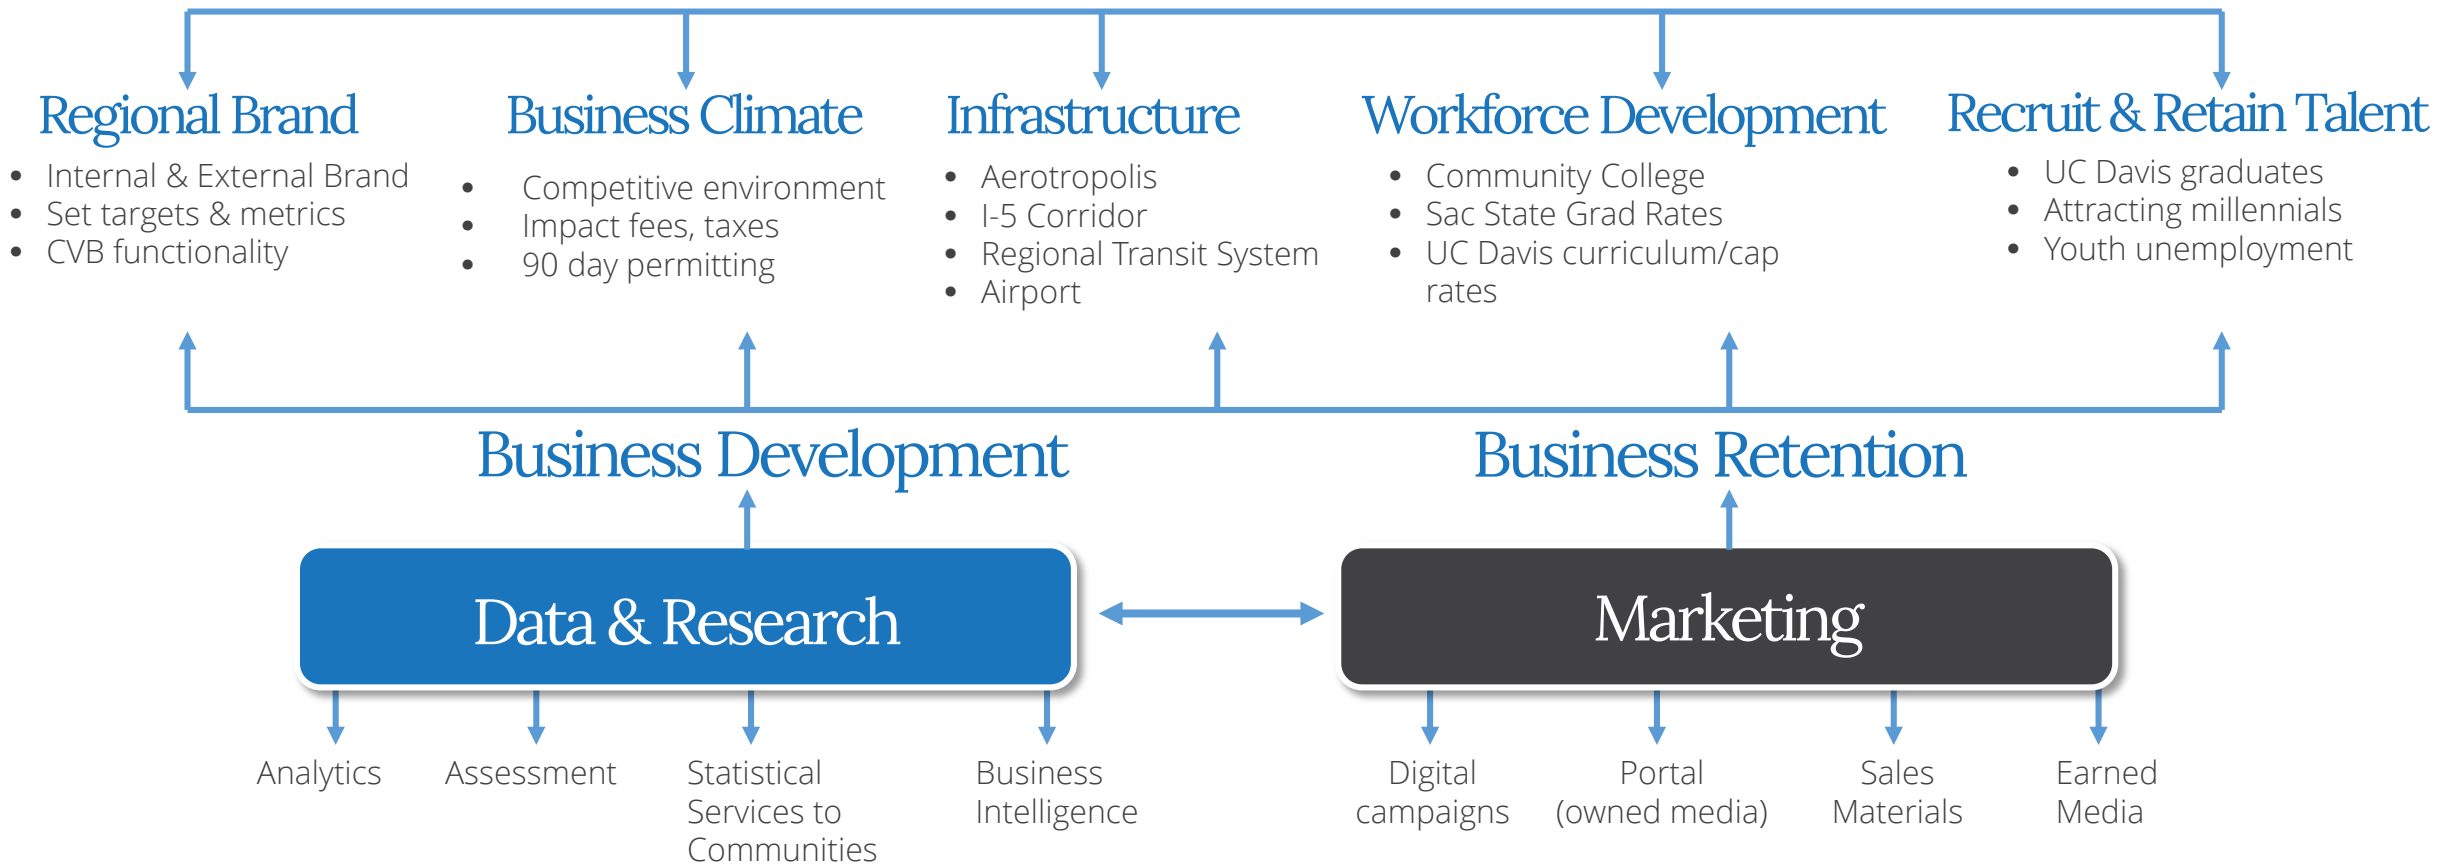 Regional Brand
• Internal & External Brand
• Set targets & metrics
• CVB functionality
Business Climate
• Competitive environment
• Impact fees, taxes
• 90 day permitting
Infrastructure
• Aerotropolis
• I-5 Corridor
• Regional Transit System
• Airport
Workforce Development
• Community College
• Sac State Grad Rates
• UC Davis curriculum/cap
rates
Recruit & Retain Talent
• UC Davis graduates
• Attracting millennials
• Youth unemployment
Business Development
Business Retention
Data & Research
Marketing
Analytics
Assessment
Statistical
Services to
Communities
Business
Intelligence
Digital
campaigns
Portal
(owned media)
Sales
Materials
Earned
Media